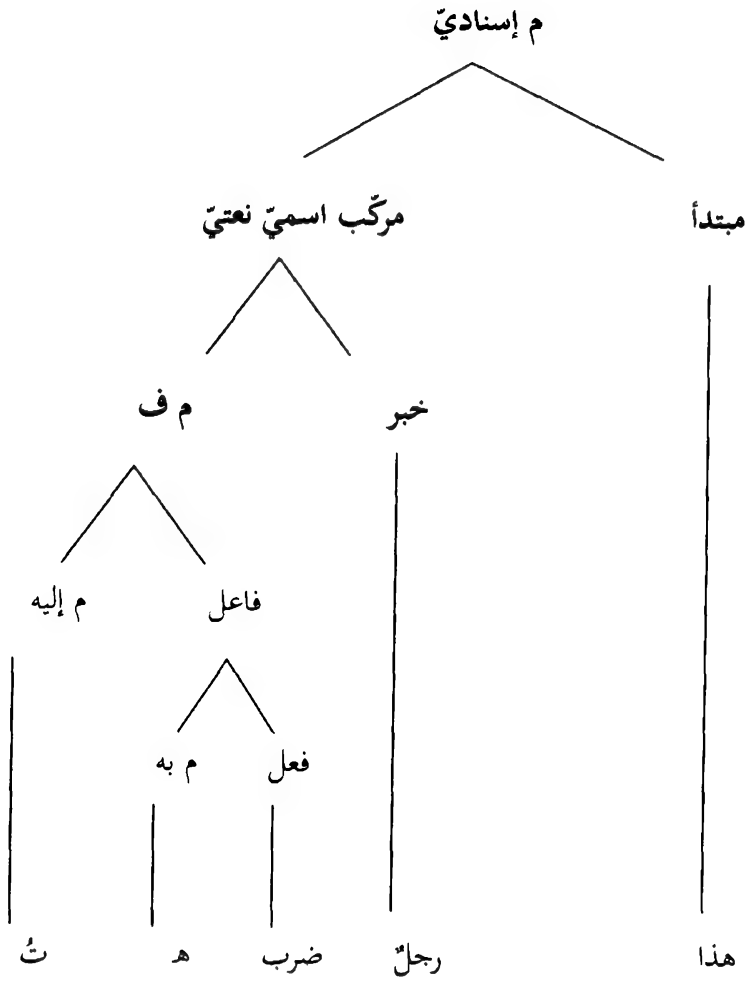 م إسناديّ
مبتدأ مركّب اسميّ نعتيّ
خبر م ف
فاعل م إليه
فعل م به
هذا رجلٌ ضرب ه تُ